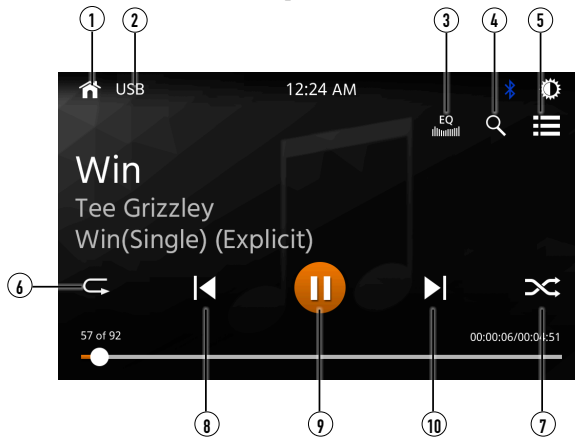 1 2 3 4 5
USB 12:24 AM
EQ
Win
Tee Grizzley
Win(Single) (Explicit)
6
57 of 92 00:00:06/00:04:51
8 9 10 7